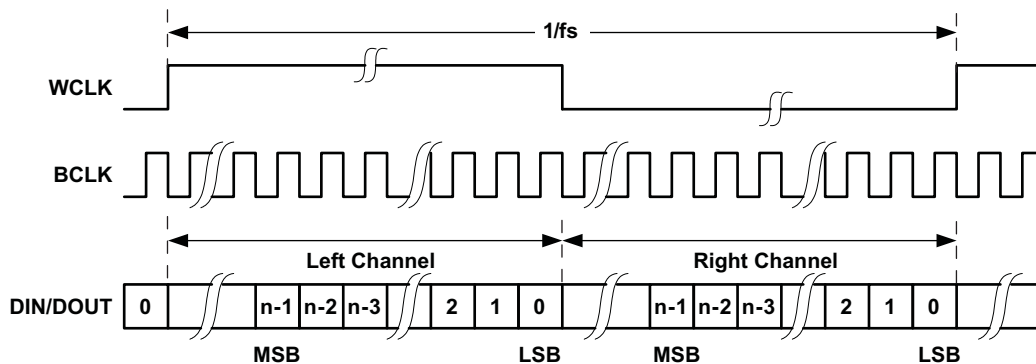 1/fs
WCLK
BCLK
Left Channel Right Channel
DIN/DOUT 0 n-1 n-2 n-3 2 1 0 n-1 n-2 n-3 2 1 0
MSB LSB MSB LSB